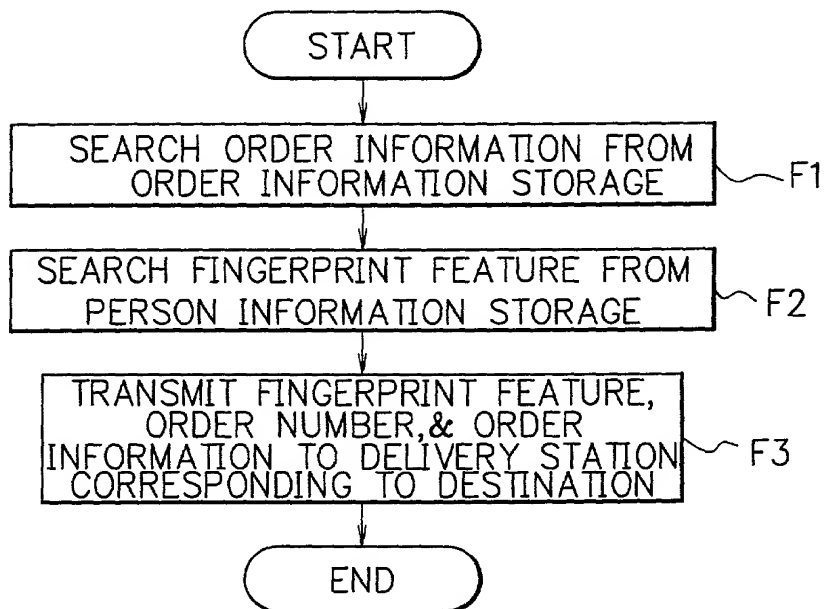 START
SEARCH ORDER INFORMATION FROM
ORDER INFORMATION STORAGE
F1
SEARCH FINGERPRINT FEATURE FROM
PERSON INFORMATION STORAGE
F2
TRANSMIT FINGERPRINT FEATURE,
ORDER NUMBER,& ORDER
INFORMATION TO DELIVERY STATION
CORRESPONDING TO DESTINATION
F3
END